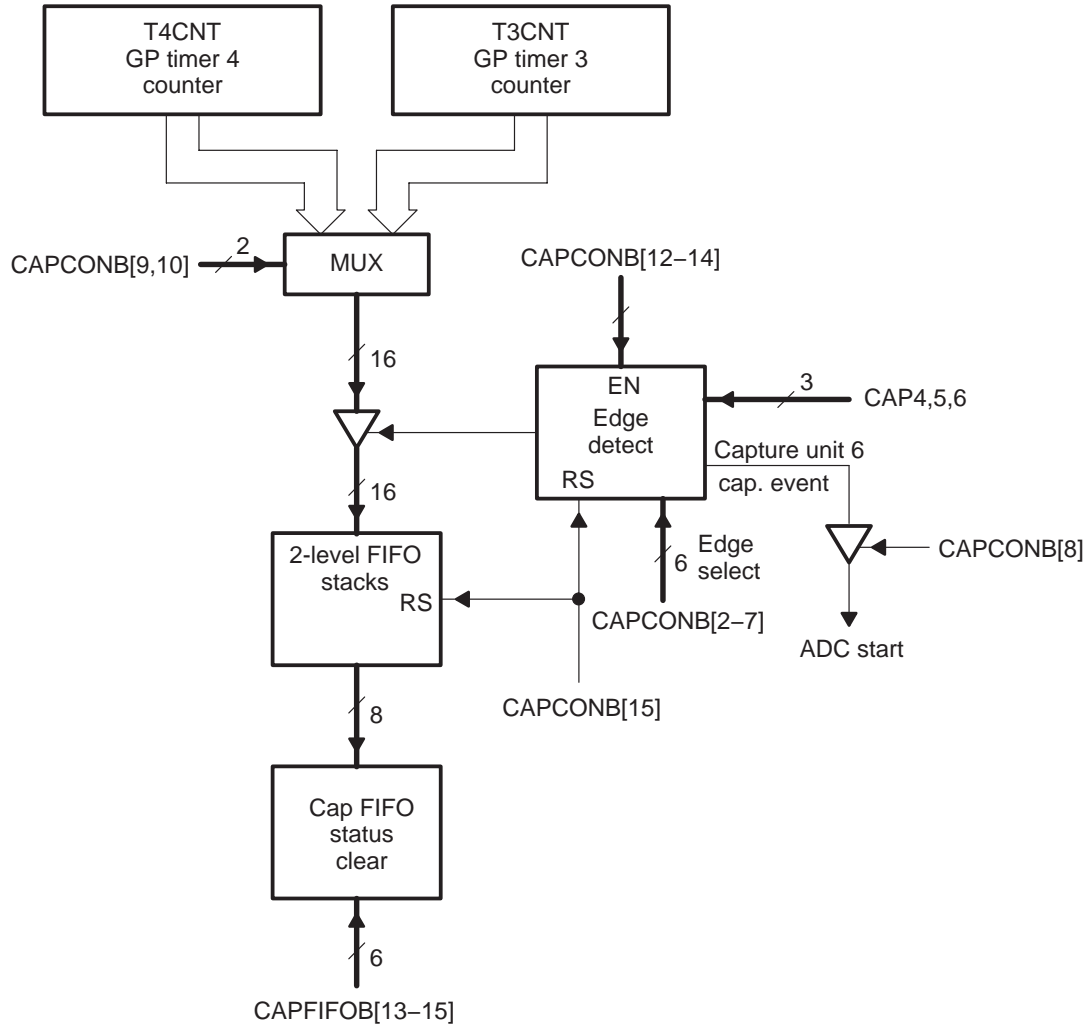 T4CNT
GP timer 4
counter
T3CNT
GP timer 3
counter
CAPCONB[9,10]
2
MUX
CAPCONB[12–14]
16
EN
Edge
detect
RS
3
CAP4,5,6
Capture unit 6
cap. event
16
6
Edge
select
CAPCONB[8]
2-level FIFO
stacks
RS
CAPCONB[2–7]
ADC start
CAPCONB[15]
8
Cap FIFO
status
clear
6
CAPFIFOB[13–15]